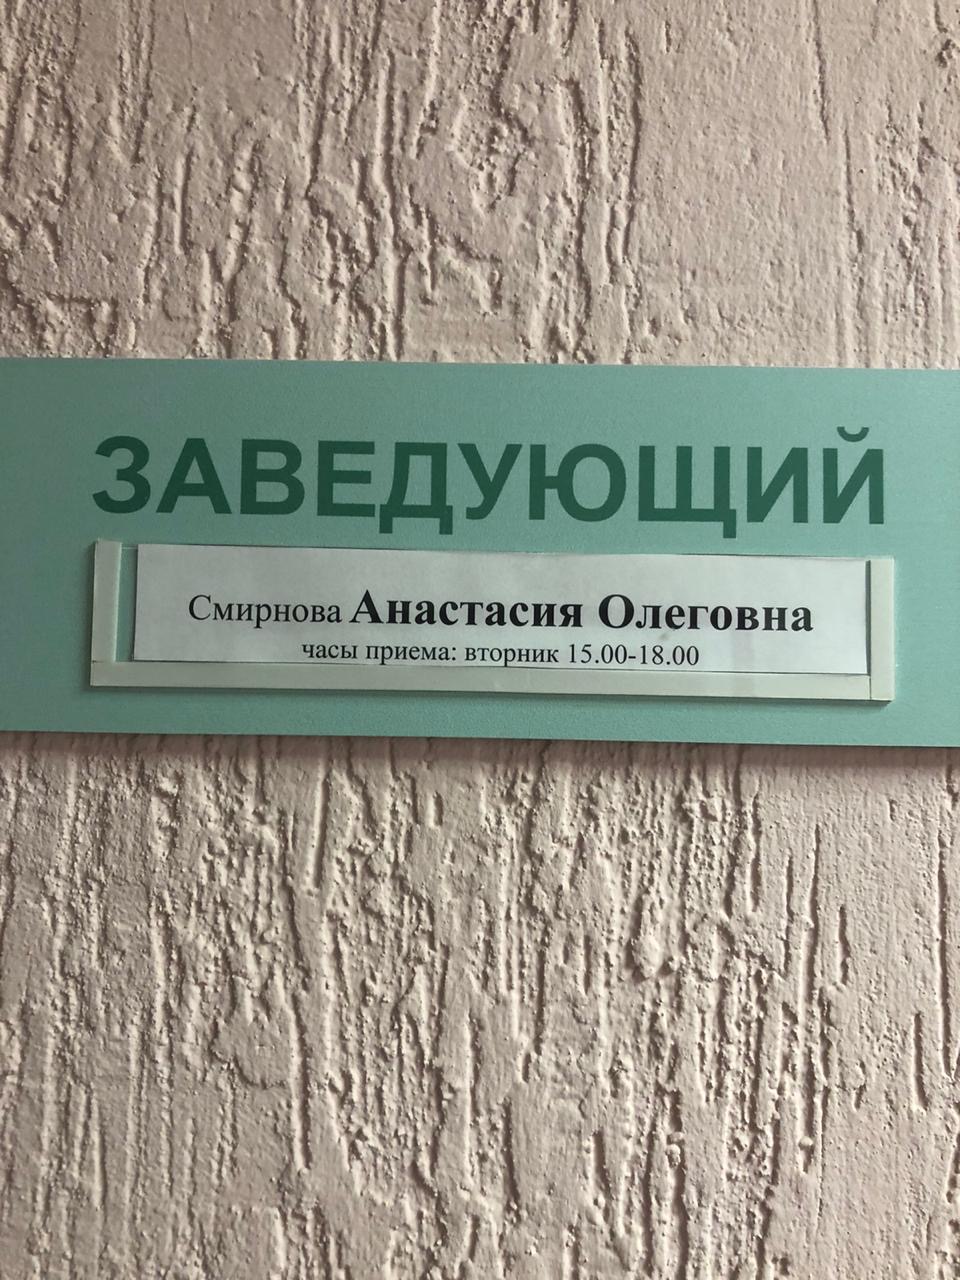 ЗАВЕДУЮЩИЙ
Смирнова Анастасия Олеговна
часы приема: вторник 15.00-18.00